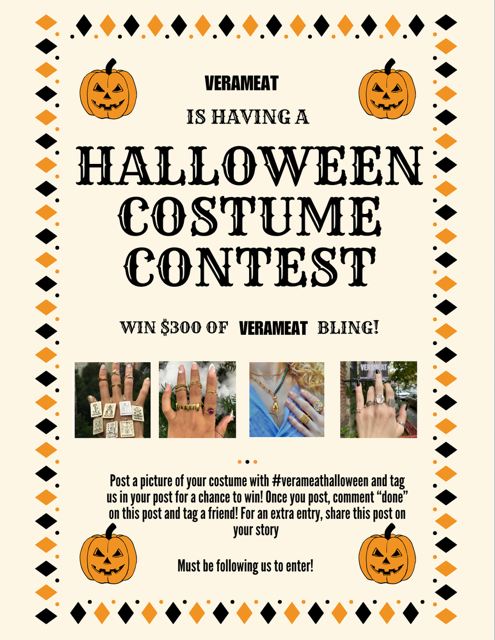 VERAMEAT
IS HAVING A
HALLOWEEN
COSTUME
CONTEST
WIN $300 OF VERAMEAT BLING!
VERAMEAT
Post a picture of your costume with #verameathalloween and tag
us in your post for a chance to win! Once you post, comment “done”
on this post and tag a friend! For an extra entry, share this post on
your story
Must be following us to enter!